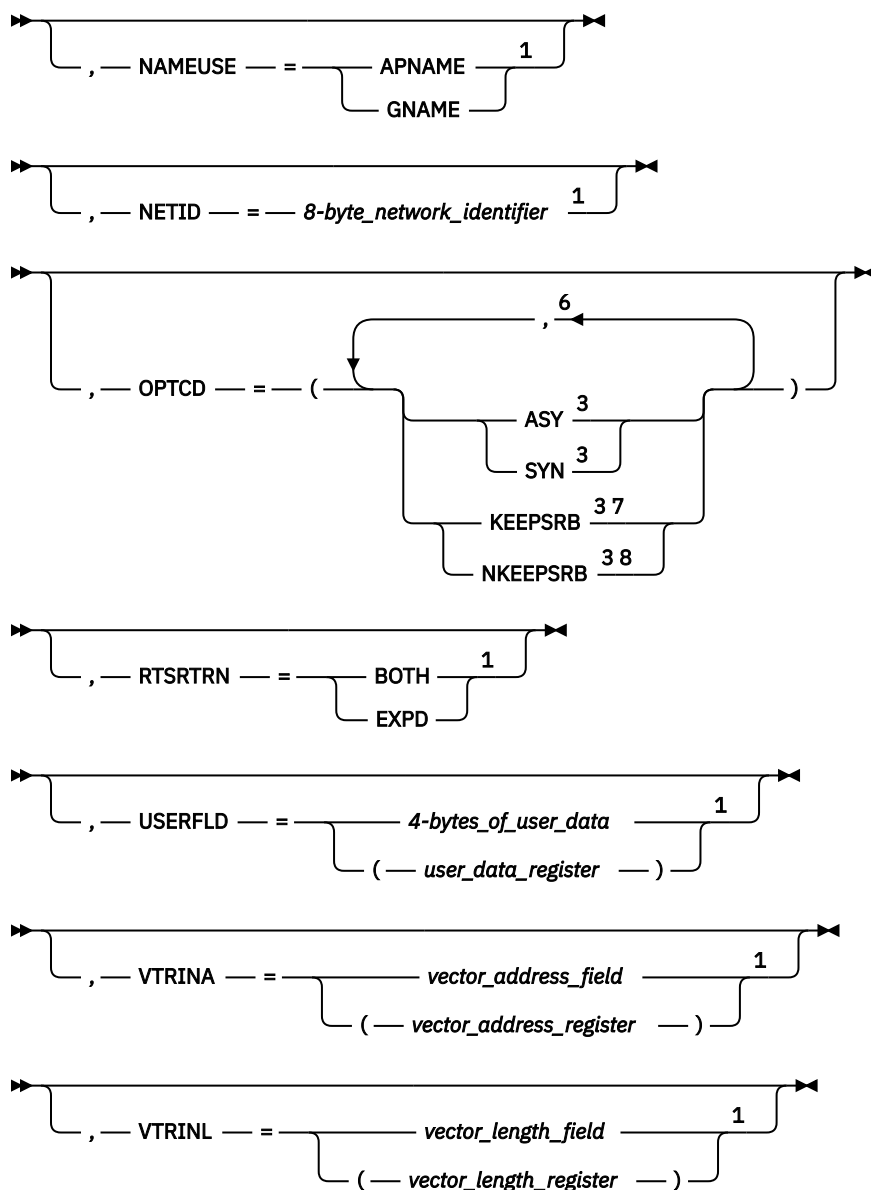 , NAMEUSE = APNAME 1
GNAME
, NETID = 8-byte_network_identifier 1
, 6
, OPTCD = ( )
ASY 3
SYN 3
KEEPSRB 3 7
NKEEPSRB 3 8
, RTSRTRN = BOTH 1
EXPD
, USERFLD = 4-bytes_of_user_data 1
( user_data_register )
, VTRINA = vector_address_field 1
( vector_address_register )
, VTRINL = vector_length_field 1
( vector_length_register )